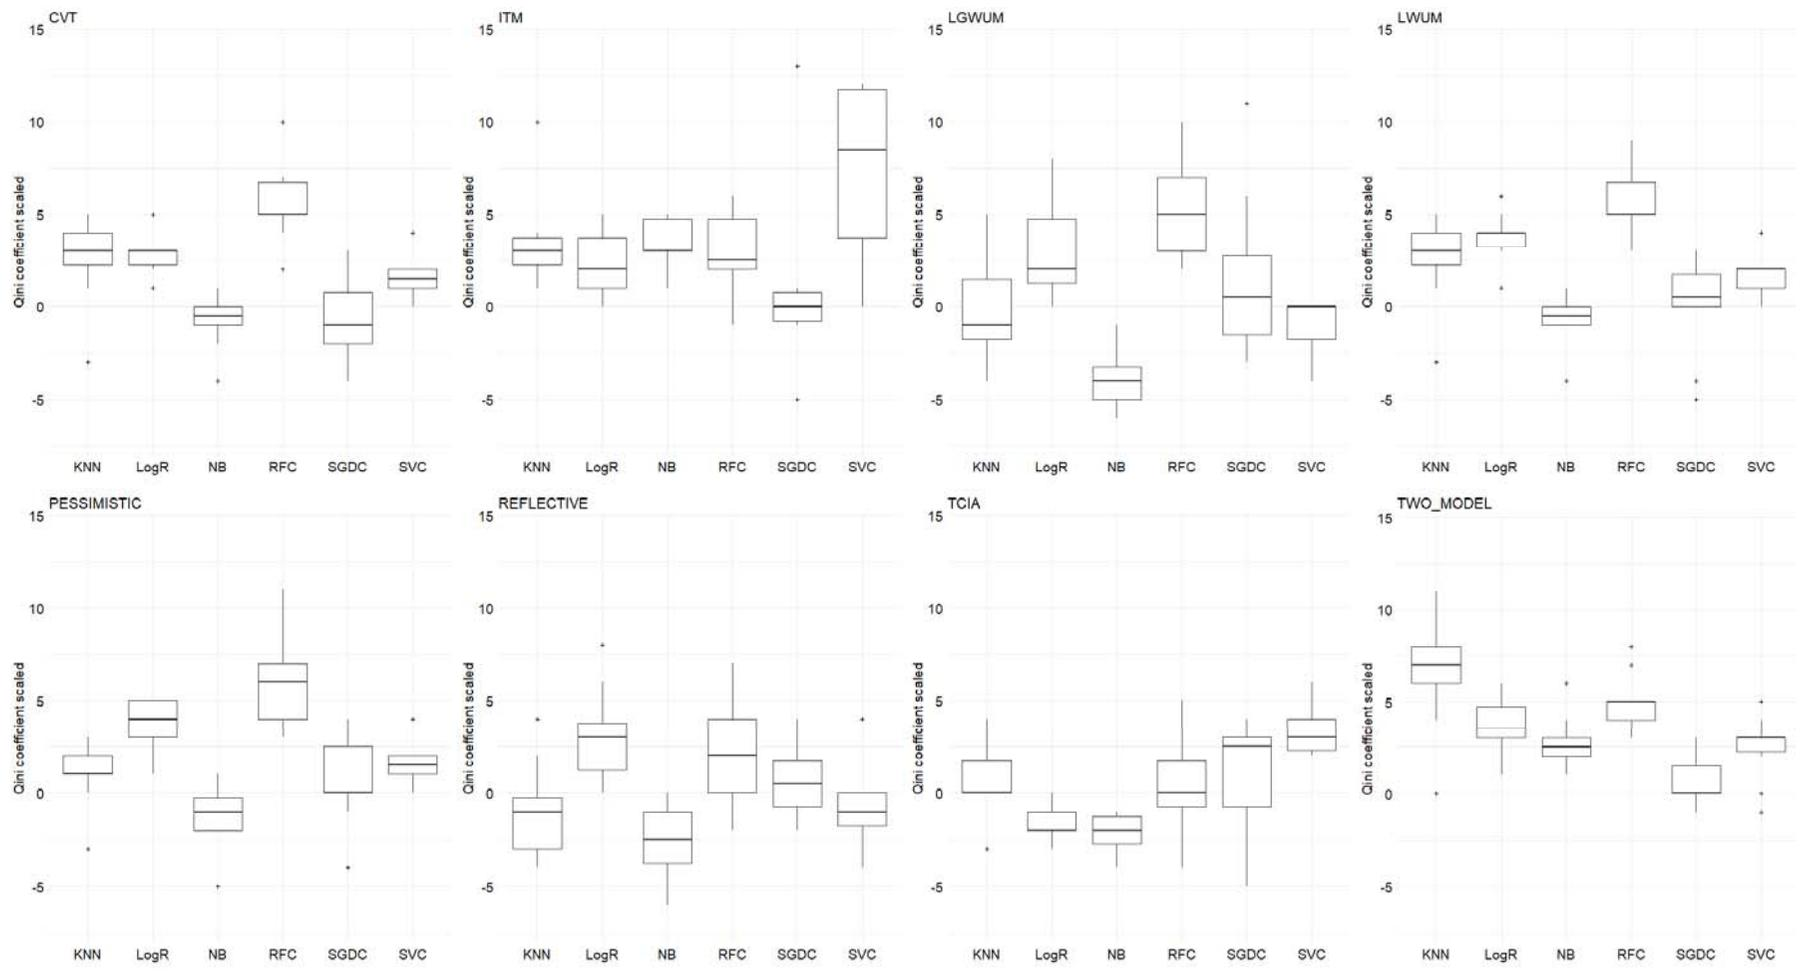 CVT
15
10
5
0
-5
Qini coefficient scaled
KNN LogR NB RFC SGDC SVC
ITM
15
10
5
0
-5
Qini coefficient scaled
KNN LogR NB RFC SGDC SVC
LGWUM
15
10
5
0
-5
Qini coefficient scaled
KNN LogR NB RFC SGDC SVC
LWUM
15
10
5
0
-5
Qini coefficient scaled
KNN LogR NB RFC SGDC SVC
PESSIMISTIC
15
10
5
0
-5
Qini coefficient scaled
KNN LogR NB RFC SGDC SVC
REFLECTIVE
15
10
5
0
-5
Qini coefficient scaled
KNN LogR NB RFC SGDC SVC
TCIA
15
10
5
0
-5
Qini coefficient scaled
KNN LogR NB RFC SGDC SVC
TWO_MODEL
15
10
5
0
-5
Qini coefficient scaled
KNN LogR NB RFC SGDC SVC